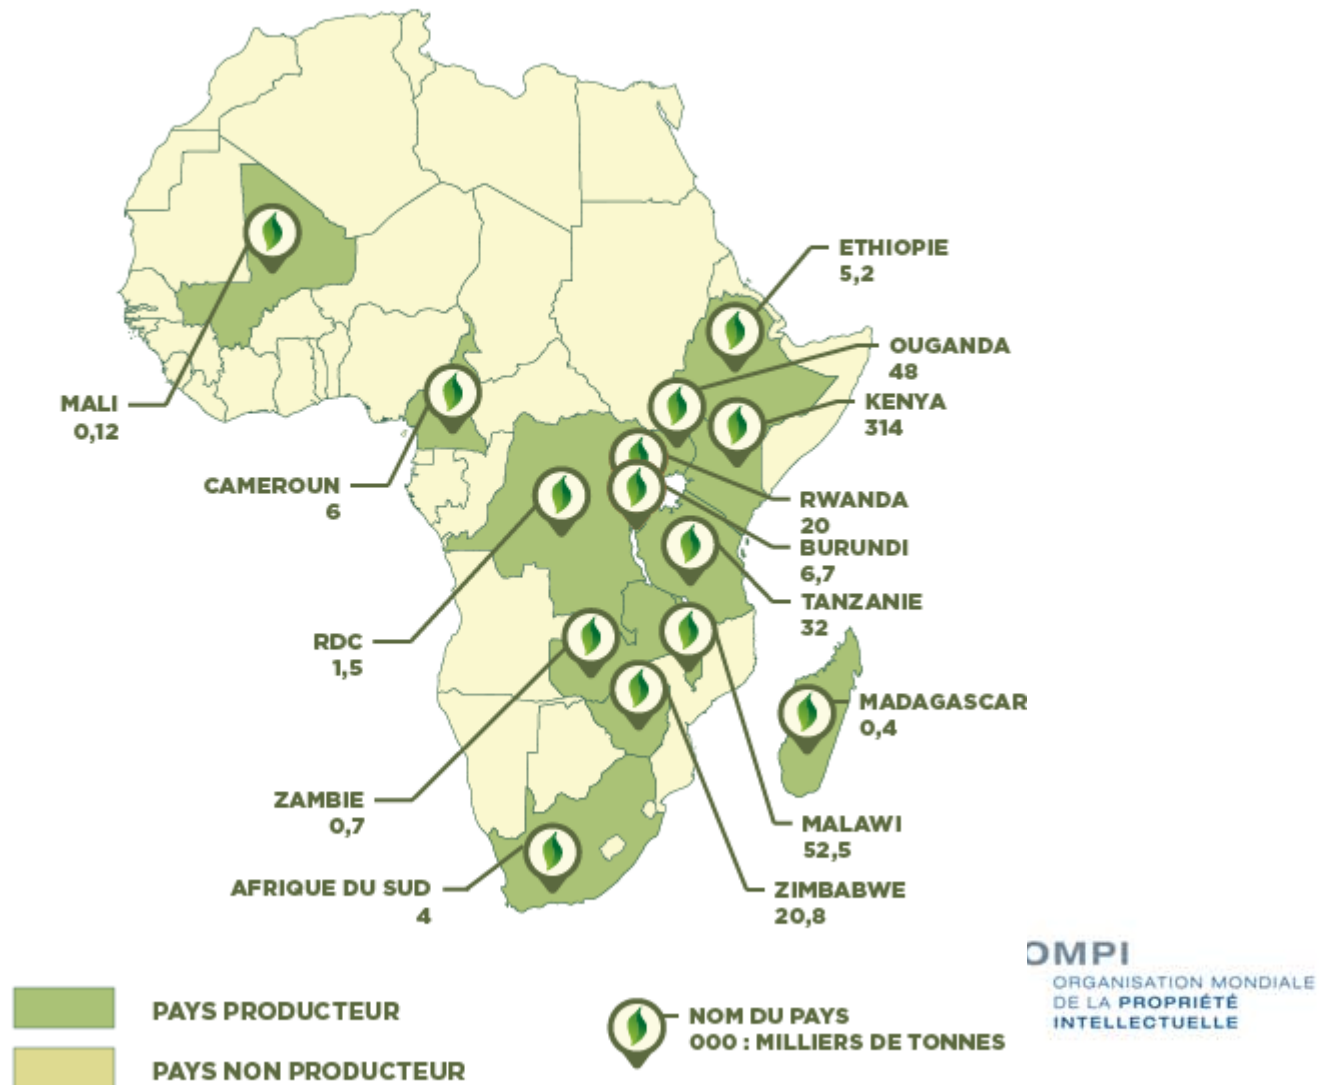 ETHIOPIE
5,2
OUGANDA
48
KENYA
314
MALI
0,12
CAMEROUN
6
RWANDA
20
BURUNDI
6,7
TANZANIE
32
RDC
1,5
MADAGASCAR
0,4
ZAMBIE
0,7
MALAWI
52,5
AFRIQUE DU SUD
4
ZIMBABWE
20,8
OMPI
ORGANISATION MONDIALE
DE LA PROPRIÉTÉ
INTELLECTUELLE
PAYS PRODUCTEUR
PAYS NON PRODUCTEUR
NOM DU PAYS
000 : MILLIERS DE TONNES